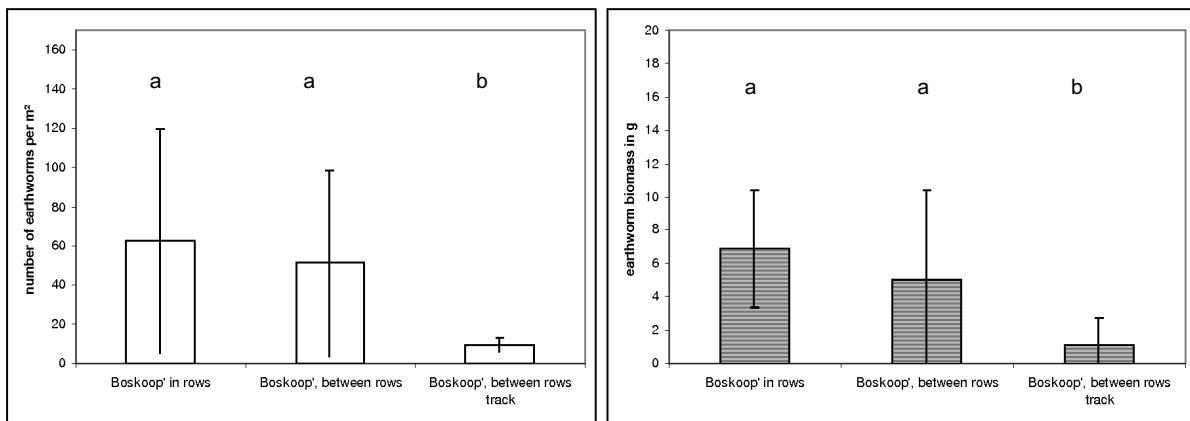 number of earthworms per m²
160
140
120
100
80
60
40
20
0
a
a
b
Boskoop' in rows
Boskoop', between rows
Boskoop', between rows
track
earthworm biomass in g
20
18
16
14
12
10
8
6
4
2
0
a
a
b
Boskoop' in rows
Boskoop', between rows
Boskoop', between rows
track